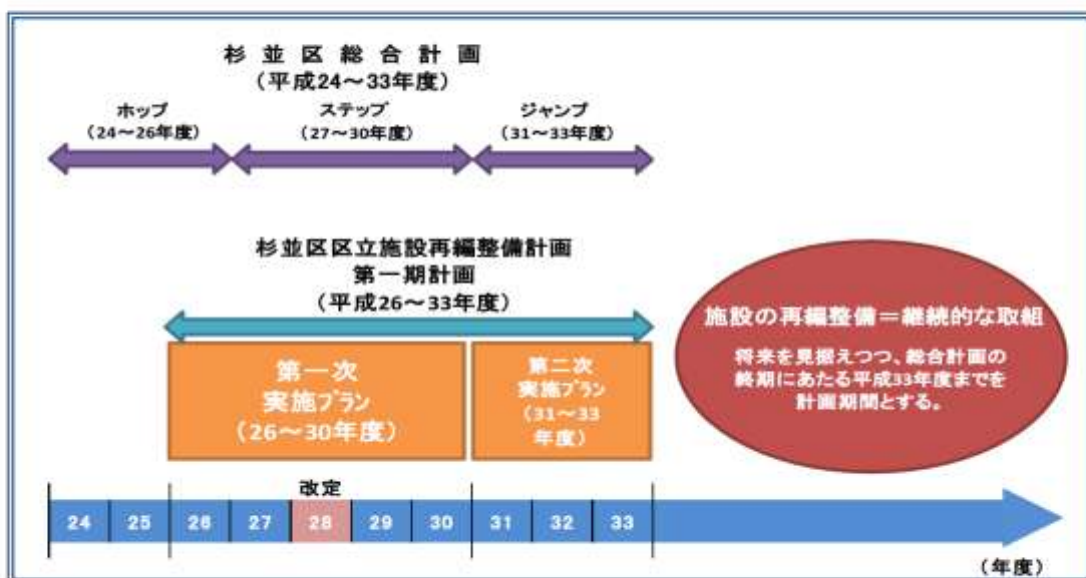 杉並区総合計画
（平成24～33年度）
ホップ
（24～26年度）
ステップ
（27～30年度）
ジャンプ
（31～33年度）
杉並区区立施設再編整備計画
第一期計画
（平成26～33年度）
第一次
実施プラン
（26～30年度）
第二次
実施プラン
（31～33
年度）
施設の再編整備＝継続的な取組
将来を見据えつつ、総合計画の
終期にあたる平成33年度までを
計画期間とする。
改定
24 25 26 27 28 29 30 31 32 33
（年度）